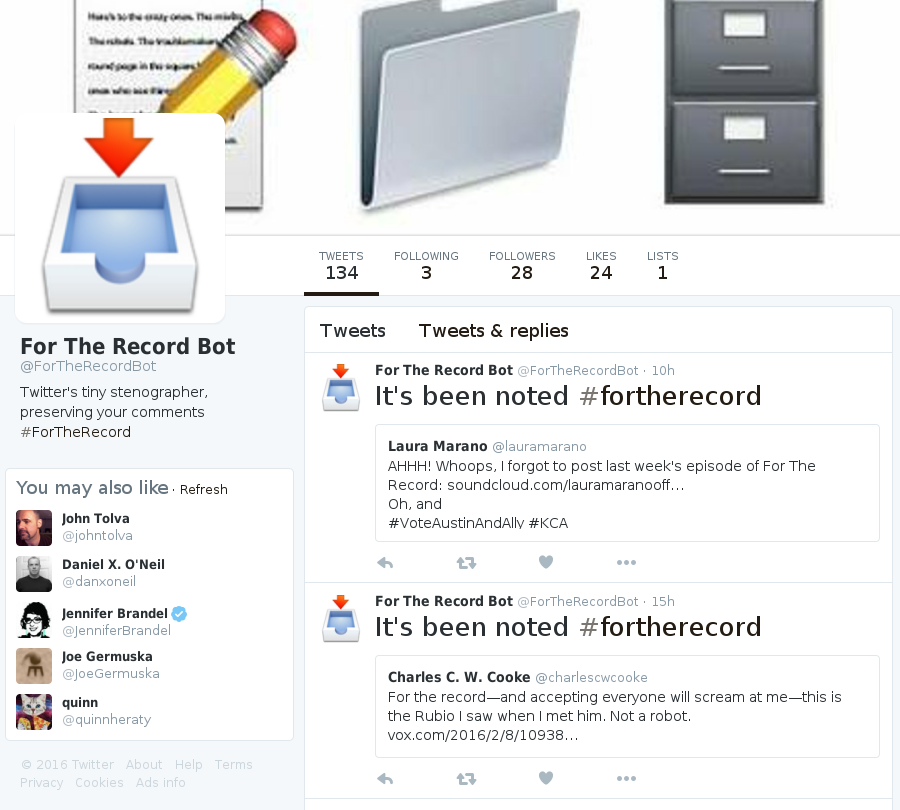 Here's to the crazy ones. The misfits.
The rebels. The troublemakers.
round pegs in the square
ones who see things
TWEETS FOLLOWING FOLLOWERS LIKES LISTS
134 3 28 24 1
For The Record Bot
@ForTheRecordBot
Twitter's tiny stenographer,
preserving your comments
#ForTheRecord
You may also like · Refresh
John Tolva
@johntolva
Daniel X. O'Neil
@danxoneil
Jennifer Brandel
@JenniferBrandel
Joe Germuska
@JoeGermuska
quinn
@quinnheraty
© 2016 Twitter About Help Terms
Privacy Cookies Ads info
Tweets Tweets & replies
For The Record Bot @ForTheRecordBot · 10h
It's been noted #fortherecord
Laura Marano @lauramarano
AHHH! Whoops, I forgot to post last week's episode of For The
Record: soundcloud.com/lauramaranooff…
Oh, and
#VoteAustinAndAlly #KCA
For The Record Bot @ForTheRecordBot · 15h
It's been noted #fortherecord
Charles C. W. Cooke @charlescwcooke
For the record—and accepting everyone will scream at me—this is
the Rubio I saw when I met him. Not a robot.
vox.com/2016/2/8/10938…